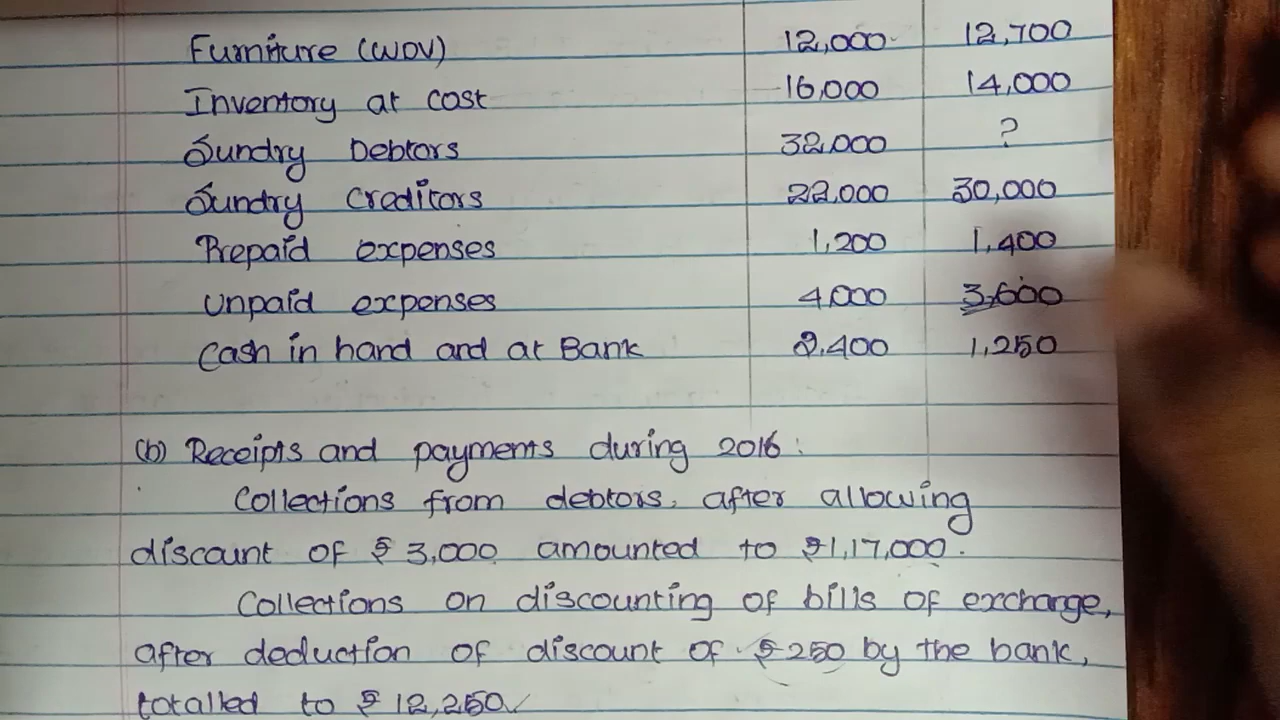 Furniture (WDV) 12,000 12,700
Inventory at cost 16,000 14,000
Sundry Debtors 32,000 ?
Sundry Creditors 22,000 30,000
Prepaid expenses 1,200 1,400
Unpaid expenses 4,000 3,600
Cash in hand and at Bank 2,400 1,250
(b) Receipts and payments during 2016:
Collections from debtors, after allowing
discount of ₹ 3,000 amounted to ₹1,17,000.
Collections on discounting of bills of exchange,
after deduction of discount of ₹250 by the bank,
totalled to ₹ 12,250